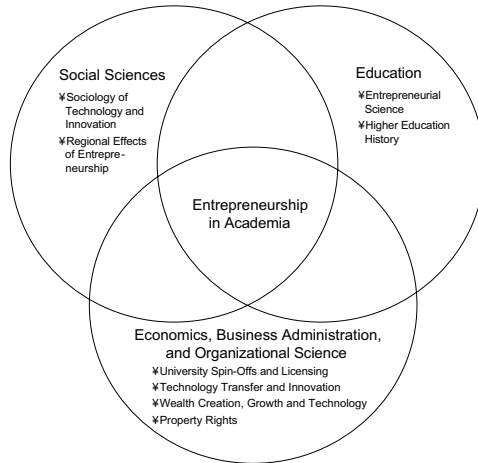 Social Sciences
¥Sociology of
Technology and
Innovation
¥Regional Effects
of Entrepre-
neurship
Education
¥Entrepreneurial
Science
¥Higher Education
History
Entrepreneurship
in Academia
Economics, Business Administration,
and Organizational Science
¥University Spin-Offs and Licensing
¥Technology Transfer and Innovation
¥Wealth Creation, Growth and Technology
¥Property Rights